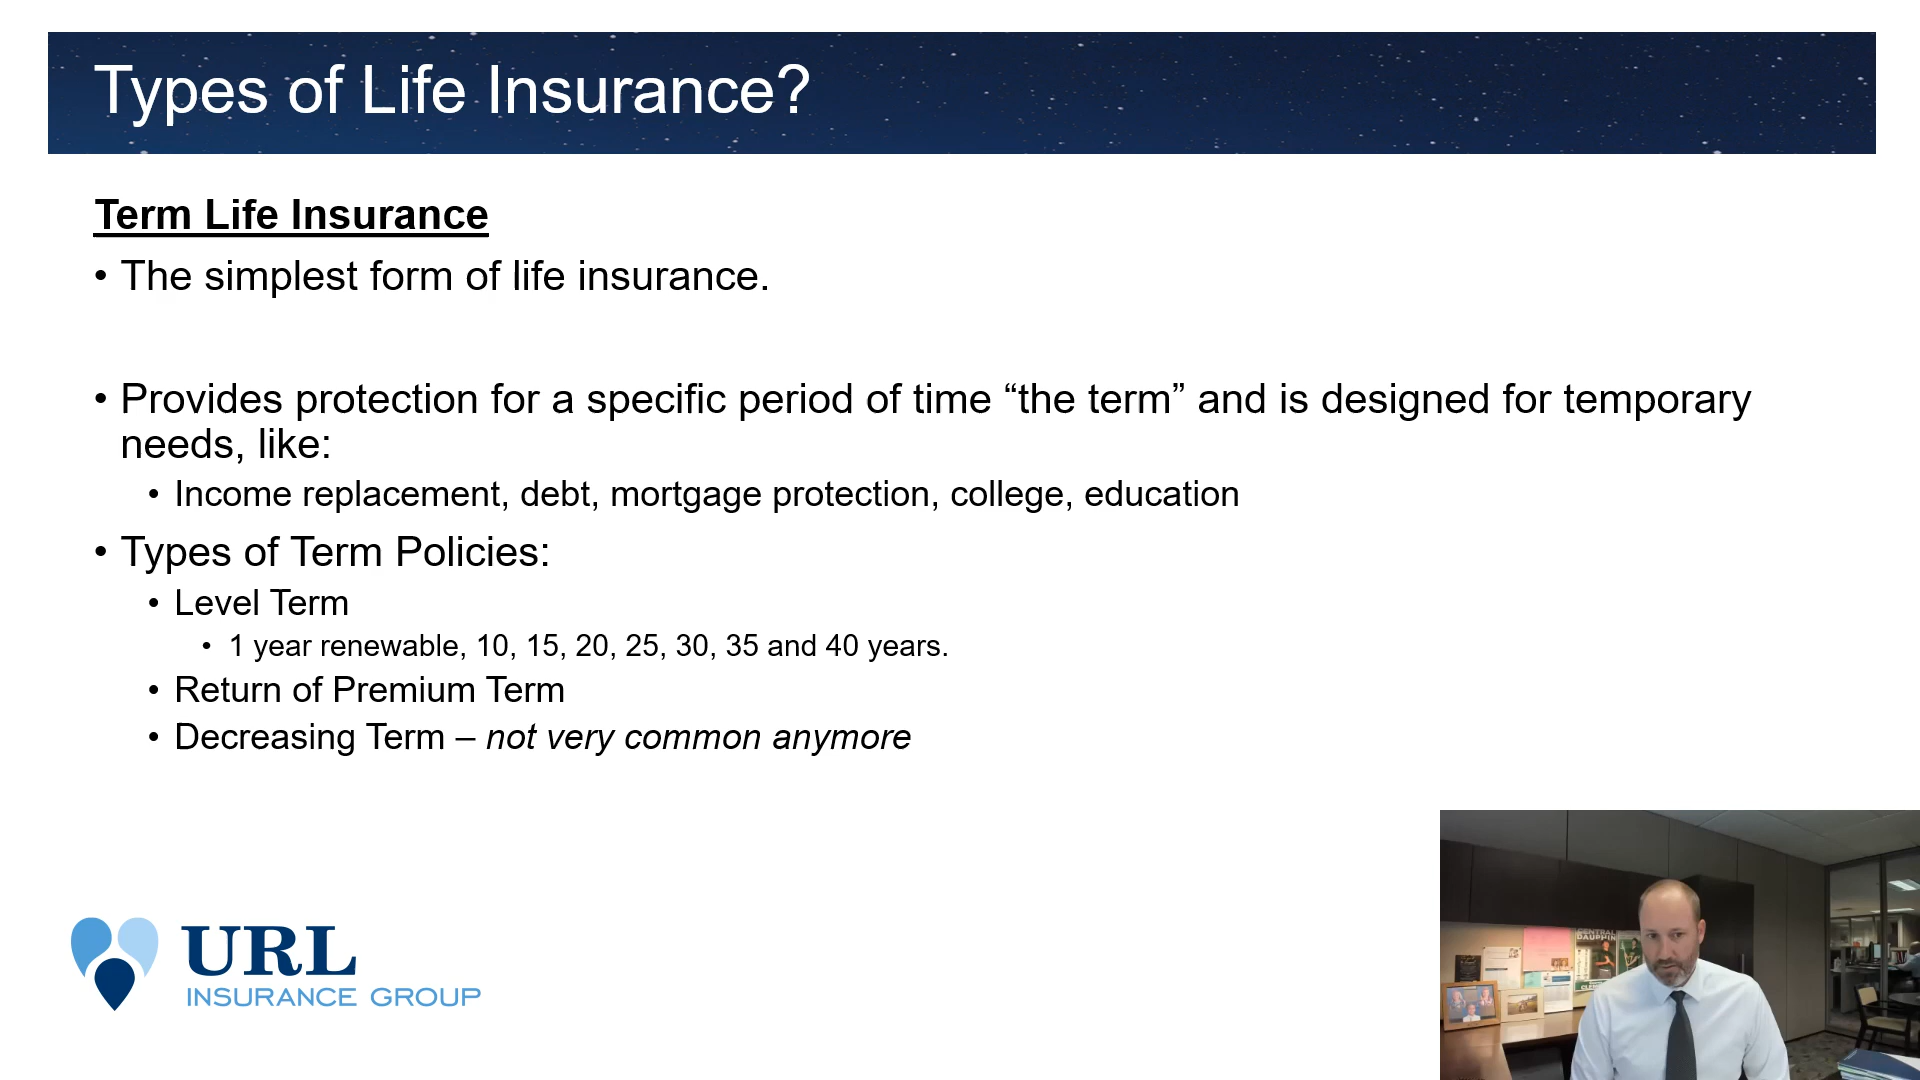 Types of Life Insurance?
Term Life Insurance
• The simplest form of life insurance.
• Provides protection for a specific period of time “the term” and is designed for temporary
needs, like:
• Income replacement, debt, mortgage protection, college, education
• Types of Term Policies:
• Level Term
• 1 year renewable, 10, 15, 20, 25, 30, 35 and 40 years.
• Return of Premium Term
• Decreasing Term – not very common anymore
URL
INSURANCE GROUP
CENTRAL
DAUPHIN